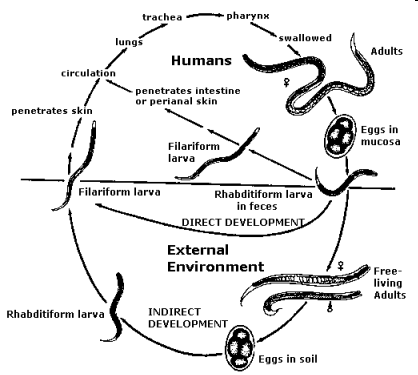 trachea
pharynx
lungs
swallowed
Humans
Adults
♀
circulation
penetrates intestine
or perianal skin
penetrates skin
Eggs in
mucosa
Filariform
larva
Filariform larva
Rhabditiform larva
in feces
DIRECT DEVELOPMENT
External
Environment
♀
Free-
living
Adults
♂
Rhabditiform larva
INDIRECT
DEVELOPMENT
Eggs in soil